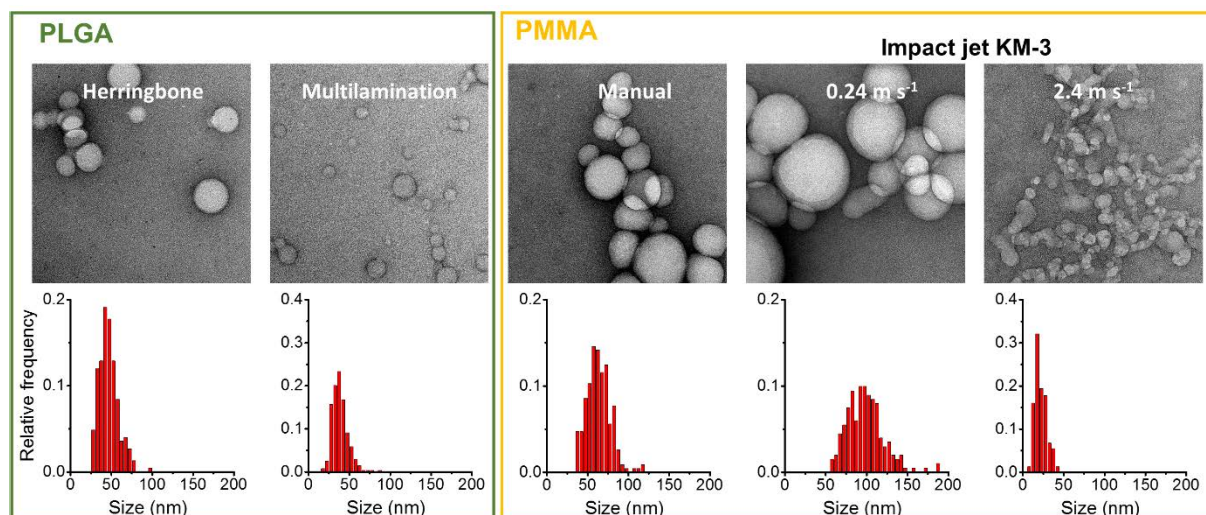 PLGA
PMMA
Impact jet KM-3
Herringbone
Multilamination
Manual
0.24 m s⁻¹
2.4 m s⁻¹
Relative frequency
0.2
0.1
0.0
0 50 100 150 200
Size (nm)
0.4
0.3
0.2
0.1
0.0
0 50 100 150 200
Size (nm)
0.2
0.1
0.0
0 50 100 150 200
Size (nm)
0.2
0.1
0.0
0 50 100 150 200
Size (nm)
0.4
0.3
0.2
0.1
0.0
0 50 100 150 200
Size (nm)